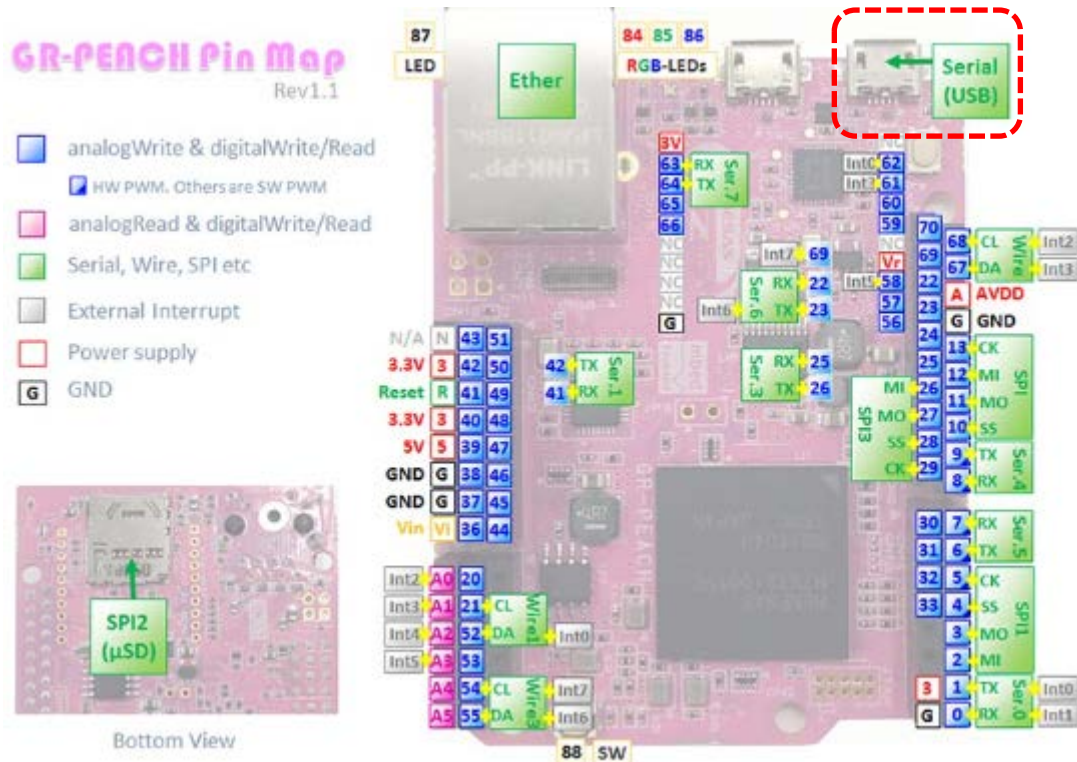 GR-PEACH Pin Map
Rev1.1
analogWrite & digitalWrite/Read
HW PWM. Others are SW PWM
analogRead & digitalWrite/Read
Serial, Wire, SPI etc
External Interrupt
Power supply
G GND
SPI2
(μSD)
Bottom View
87
LED
Ether
84 85 86
RGB-LEDs
Serial
(USB)
3V
63 RX
64 TX
Ser.7
65
66
NC
NC
NC
NC
G
NC
Int0 62
Int1 61
60
59
NC
Vr
Int5 58
57
56
Int7 69
RX 22
Int6 TX 23
Ser.6
RX 25
TX 26
Ser.3
42 TX
41 RX
Ser.1
N/A N 43 51
3.3V 3 42 50
Reset R 41 49
3.3V 3 40 48
5V 5 39 47
GND G 38 46
GND G 37 45
Vin VI 36 44
Int2 A0 20
Int3 A1 21 CL
Int4 A2 52 DA Int0
Wire1
Int5 A3 53
A4 54 CL Int7
A5 55 DA Int6
Wire3
88 SW
70
69
22
23
24
25
MI 26
MO 27
SS 28
CK 29
SPI3
68 CL Int2
67 DA Int3
Wire
A AVDD
G GND
13 CK
12 MI
11 MO
10 SS
SPI
9 TX
8 RX
Ser.4
30 7 RX
31 6 TX
Ser.5
32 5 CK
33 4 SS
3 MO
2 MI
SPI1
3 1 TX Int0
G 0 RX Int1
Ser.0